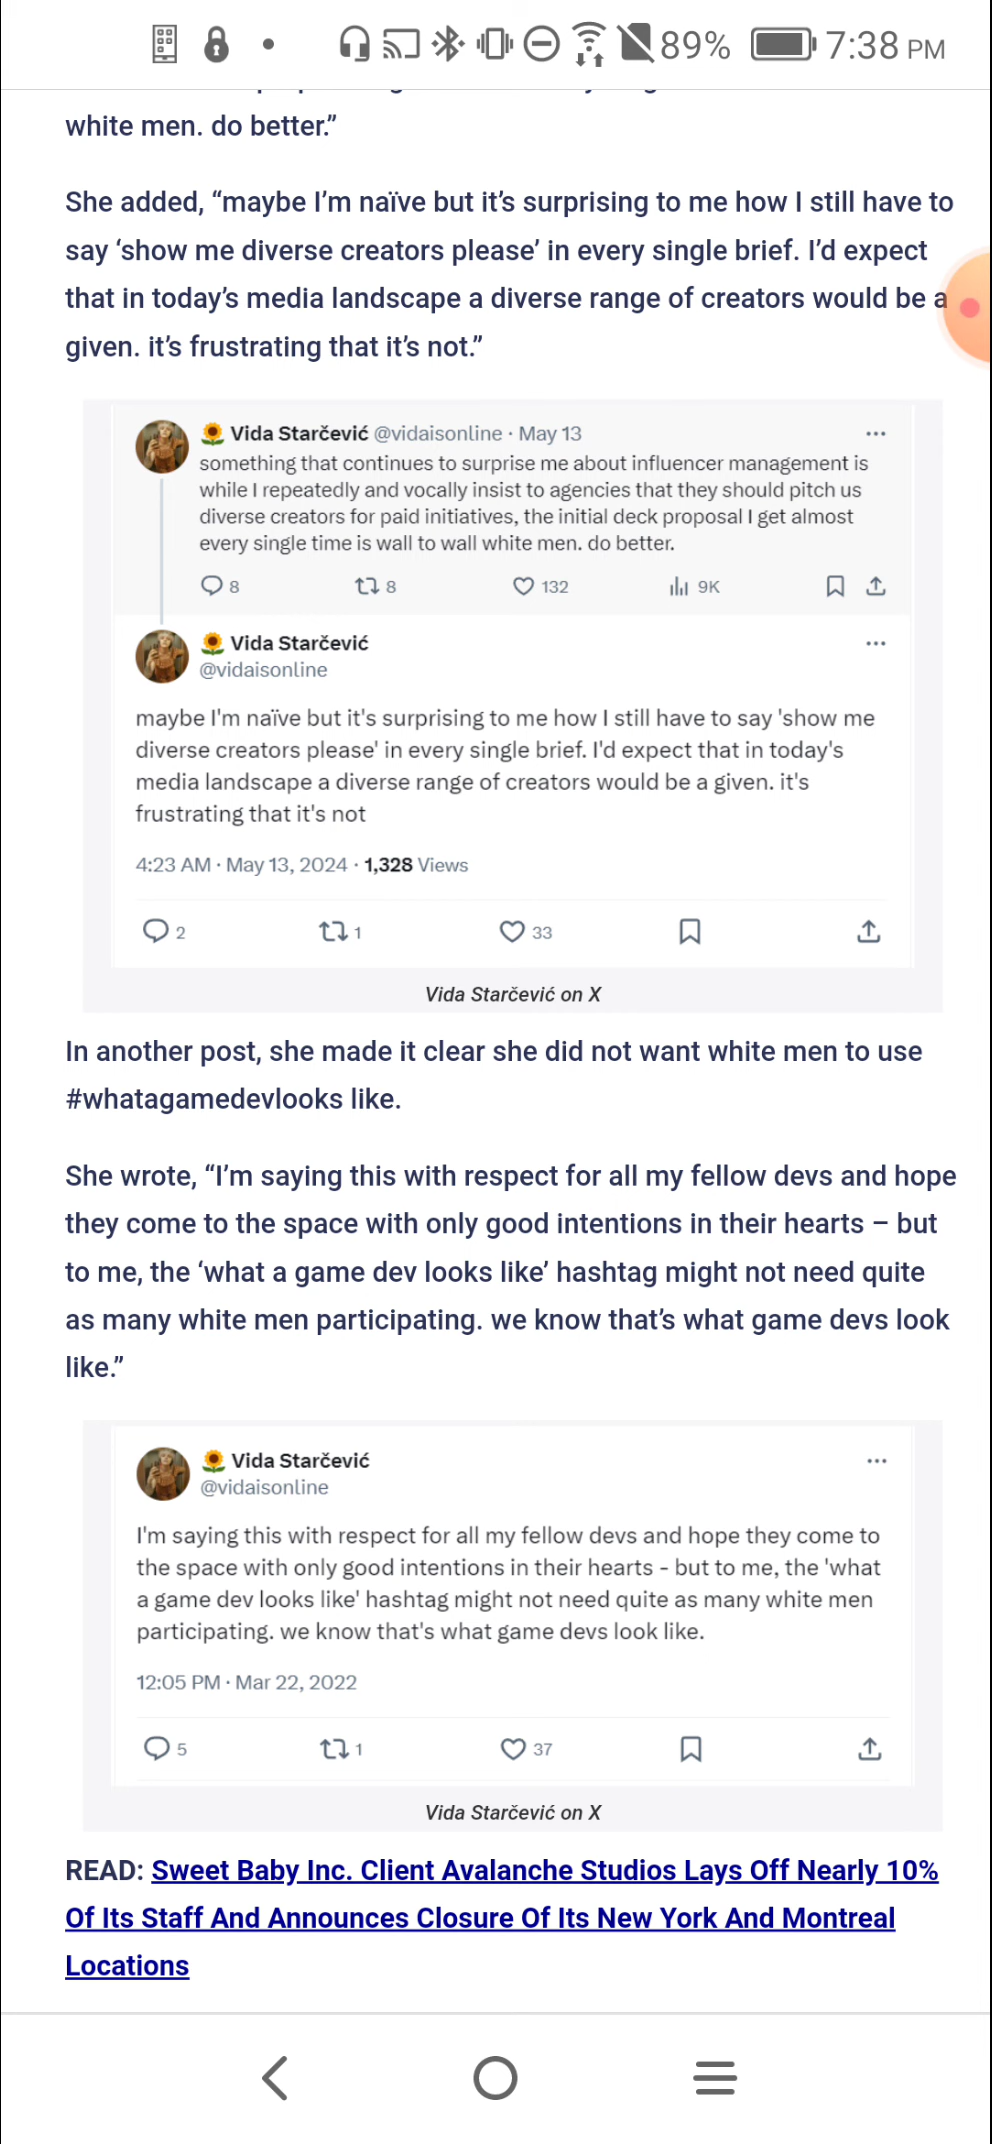 89% 7:38 PM
white men. do better.”
She added, “maybe I’m naïve but it’s surprising to me how I still have to
say ‘show me diverse creators please’ in every single brief. I’d expect
that in today’s media landscape a diverse range of creators would be a
given. it’s frustrating that it’s not.”
🌻 Vida Starčević @vidaisonline · May 13
something that continues to surprise me about influencer management is
while I repeatedly and vocally insist to agencies that they should pitch us
diverse creators for paid initiatives, the initial deck proposal I get almost
every single time is wall to wall white men. do better.
8 8 132 9K
🌻 Vida Starčević
@vidaisonline
maybe I'm naïve but it's surprising to me how I still have to say 'show me
diverse creators please' in every single brief. I'd expect that in today's
media landscape a diverse range of creators would be a given. it's
frustrating that it's not
4:23 AM · May 13, 2024 · 1,328 Views
2 1 33
Vida Starčević on X
In another post, she made it clear she did not want white men to use
#whatagamedevlooks like.
She wrote, “I’m saying this with respect for all my fellow devs and hope
they come to the space with only good intentions in their hearts – but
to me, the ‘what a game dev looks like’ hashtag might not need quite
as many white men participating. we know that’s what game devs look
like.”
🌻 Vida Starčević
@vidaisonline
I'm saying this with respect for all my fellow devs and hope they come to
the space with only good intentions in their hearts - but to me, the 'what
a game dev looks like' hashtag might not need quite as many white men
participating. we know that's what game devs look like.
12:05 PM · Mar 22, 2022
5 1 37
Vida Starčević on X
READ: Sweet Baby Inc. Client Avalanche Studios Lays Off Nearly 10%
Of Its Staff And Announces Closure Of Its New York And Montreal
Locations